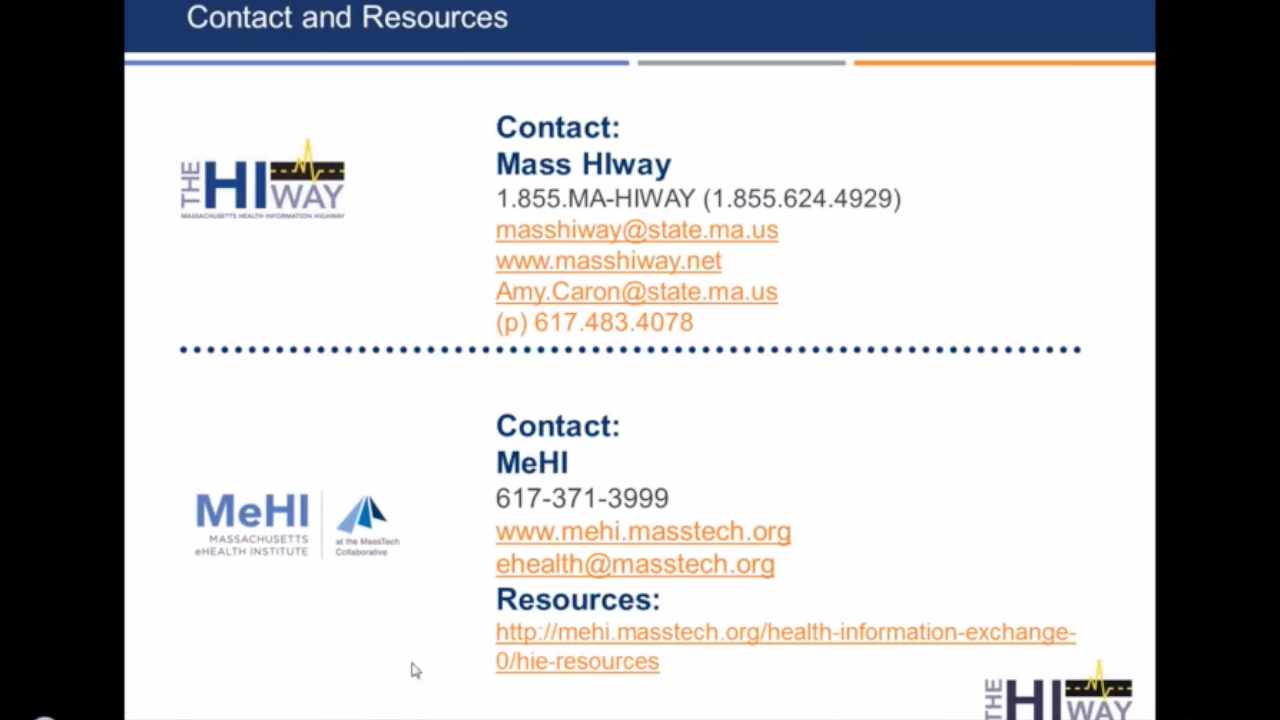 Contact and Resources
THE HIWAY
MASSACHUSETTS HEALTH INFORMATION HIGHWAY
Contact:
Mass HIway
1.855.MA-HIWAY (1.855.624.4929)
masshiway@state.ma.us
www.masshiway.net
Amy.Caron@state.ma.us
(p) 617.483.4078
MeHI
MASSACHUSETTS
eHEALTH INSTITUTE
at the MassTech
Collaborative
Contact:
MeHI
617-371-3999
www.mehi.masstech.org
ehealth@masstech.org
Resources:
http://mehi.masstech.org/health-information-exchange-
0/hie-resources
THE HIWAY